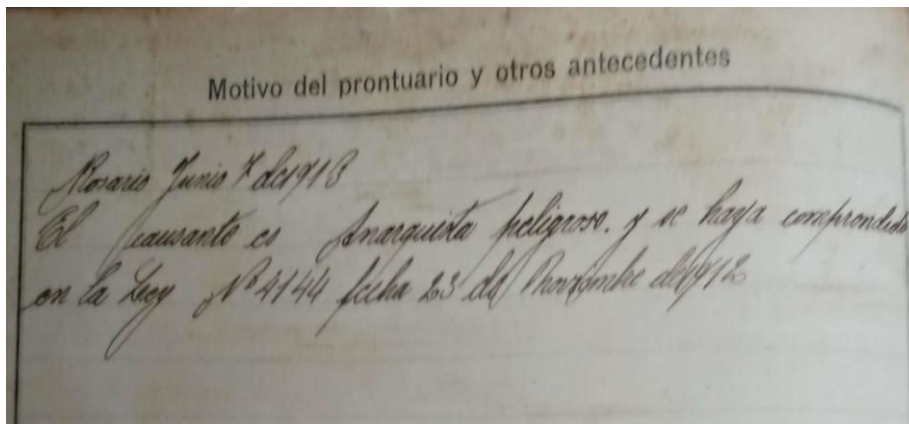 Motivo del prontuario y otros antecedentes
Rosario Junio 7 de 1913
El causante es Anarquista peligroso. y se haya comprendido
en la Ley Nº 4144 fecha 23 de Noviembre de 1912